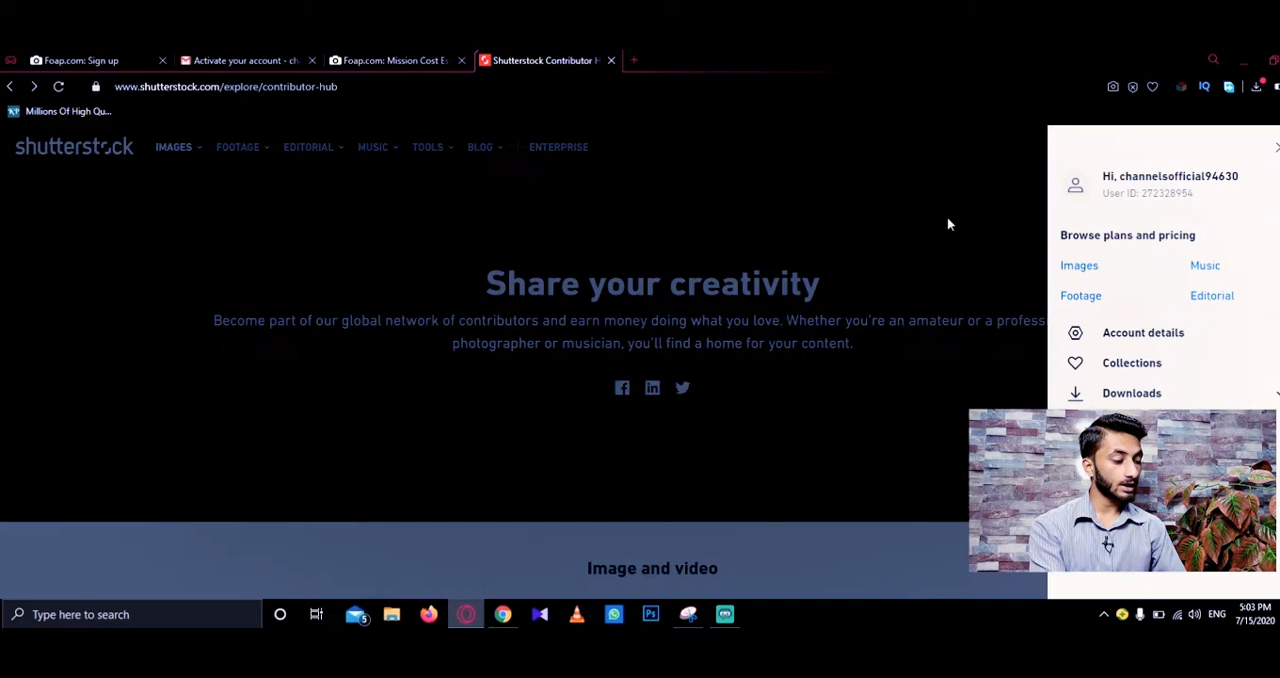 Foap.com: Sign up
Activate your account - ch
Foap.com: Mission Cost Es
Shutterstock Contributor H
www.shutterstock.com/explore/contributor-hub
IQ
Millions Of High Qu...
shutterstock
IMAGES FOOTAGE EDITORIAL MUSIC TOOLS BLOG ENTERPRISE
Hi, channelsofficial94630
User ID: 272328954
Browse plans and pricing
Images Music
Footage Editorial
Account details
Collections
Downloads
Share your creativity
Become part of our global network of contributors and earn money doing what you love. Whether you're an amateur or a profess
photographer or musician, you'll find a home for your content.
Image and video
Type here to search
5
Ps
ENG
5:03 PM
7/15/2020